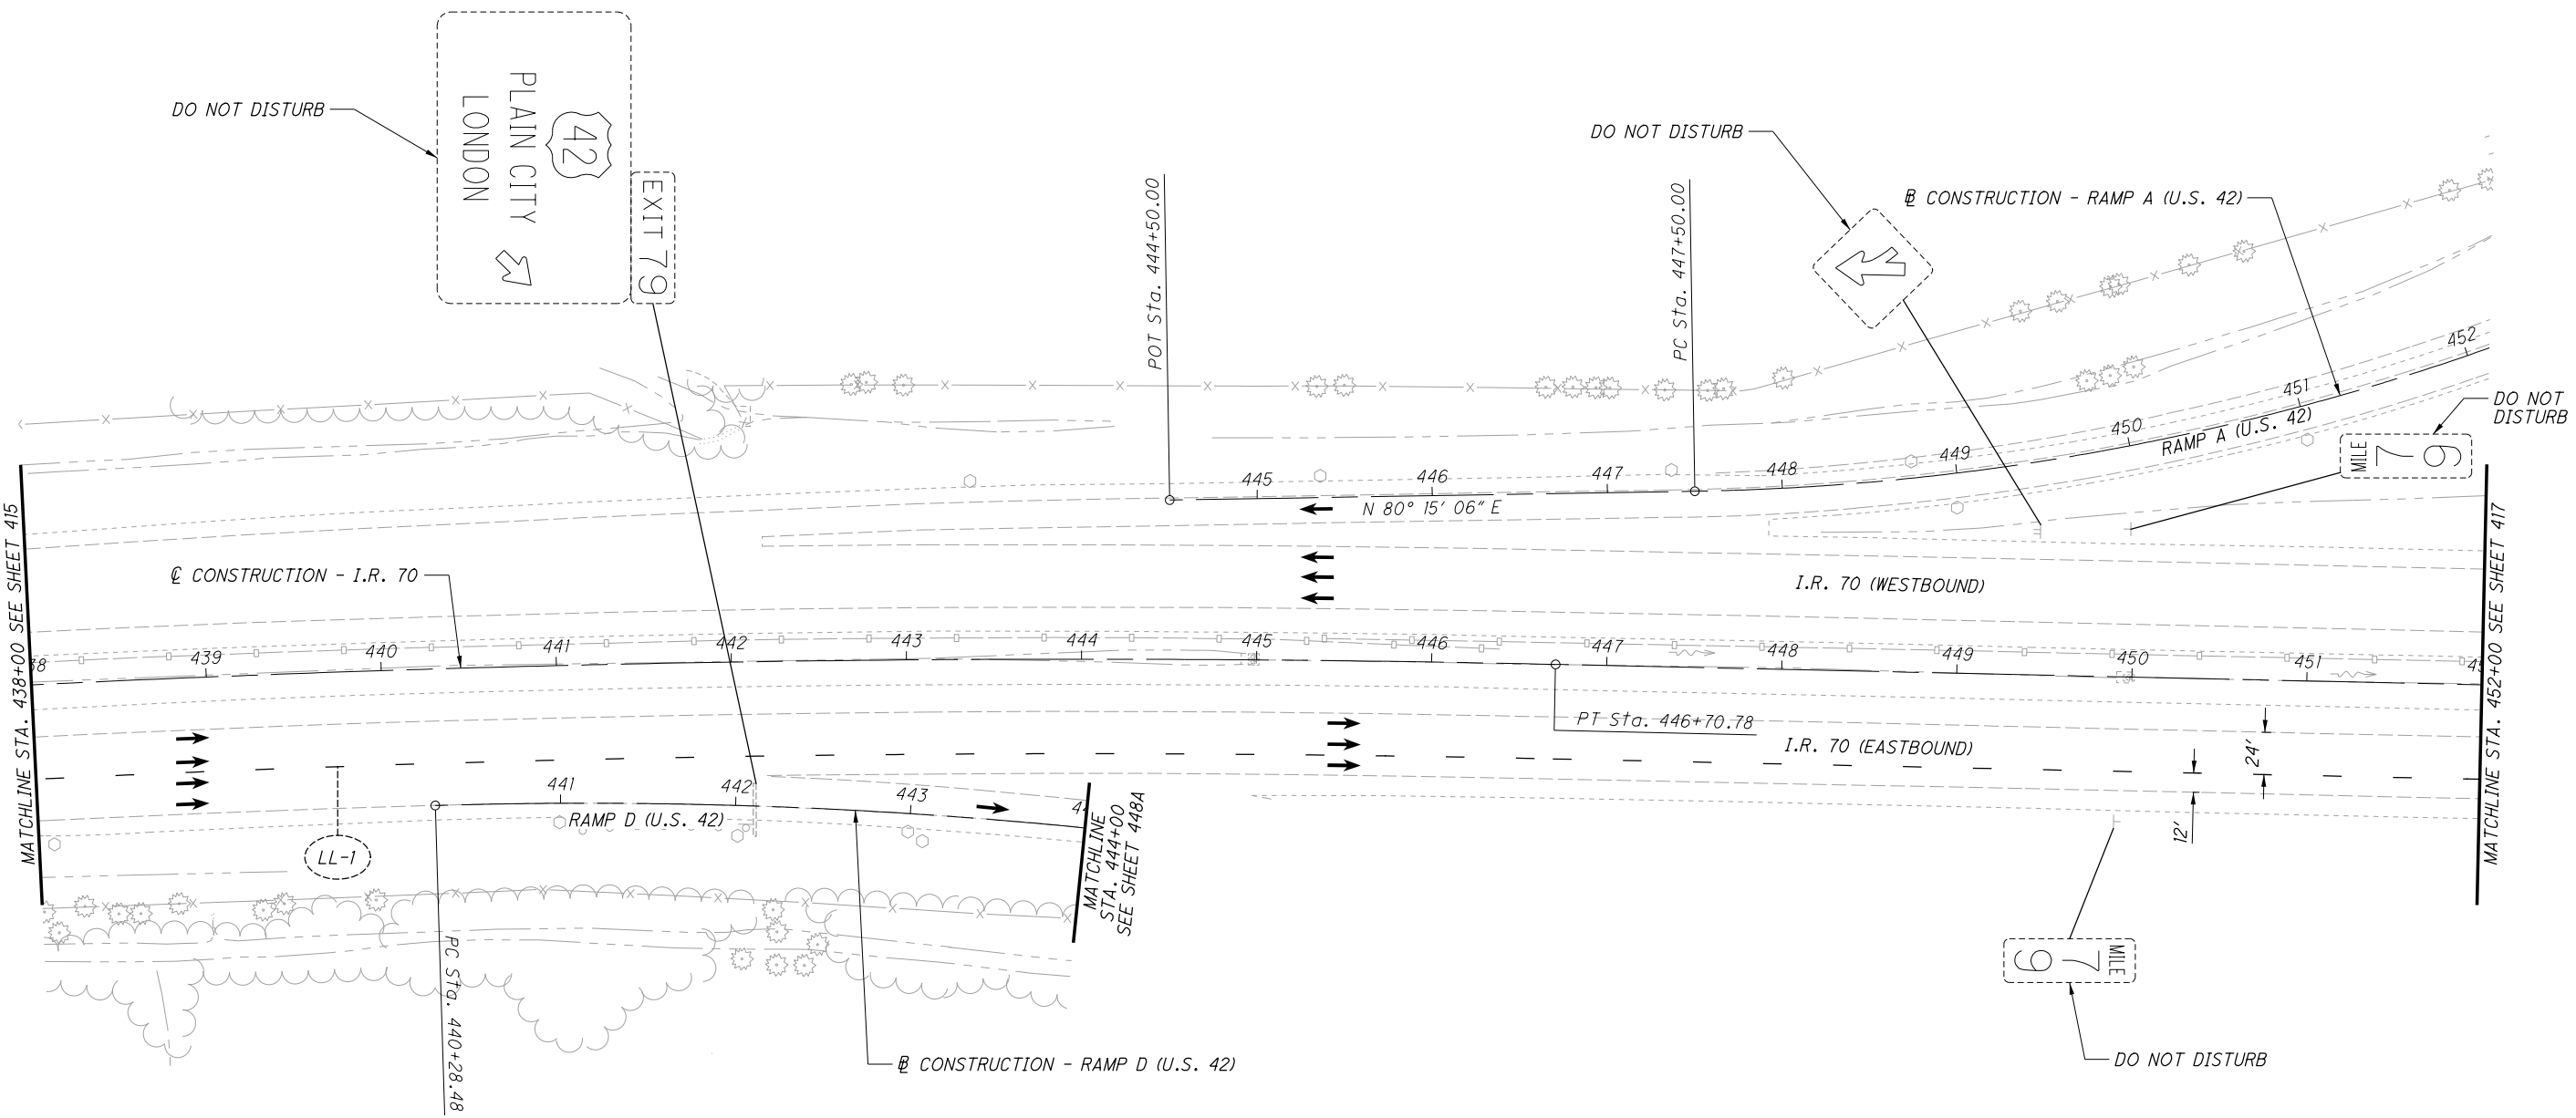 DO NOT DISTURB
42
PLAIN CITY
LONDON
EXIT 79
POT Sta. 444+50.00
PC Sta. 447+50.00
DO NOT DISTURB
℄ CONSTRUCTION - RAMP A (U.S. 42)
452
451
450
449
448
447
446
445
RAMP A (U.S. 42)
DO NOT
DISTURB
MILE
79
N 80° 15' 06" E
MATCHLINE STA. 438+00 SEE SHEET 415
℄ CONSTRUCTION - I.R. 70
I.R. 70 (WESTBOUND)
38
439
440
441
442
443
444
445
446
447
448
449
450
451
45
MATCHLINE STA. 452+00 SEE SHEET 417
PT Sta. 446+70.78
I.R. 70 (EASTBOUND)
24'
12'
441
442
443
4
RAMP D (U.S. 42)
LL-1
MATCHLINE
STA. 444+00
SEE SHEET 448A
PC Sta. 440+28.48
MILE
79
℄ CONSTRUCTION - RAMP D (U.S. 42)
DO NOT DISTURB